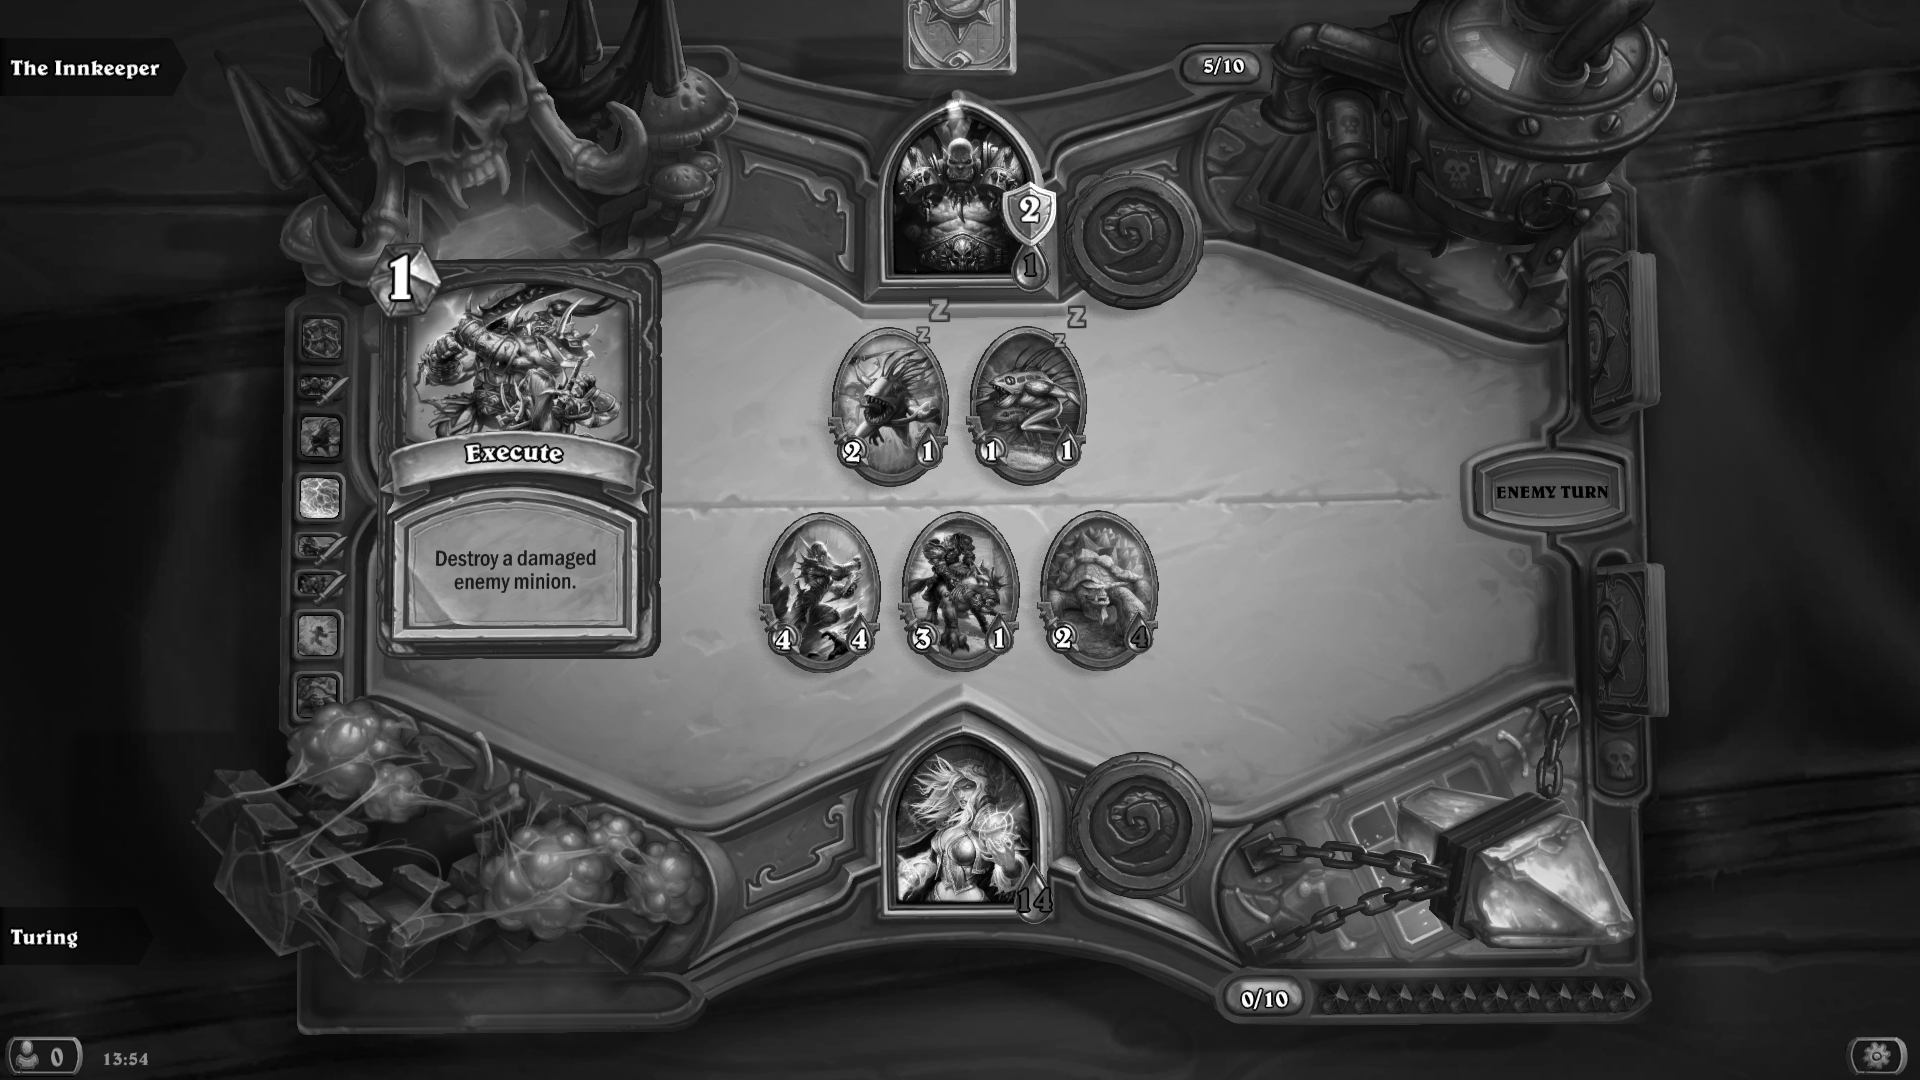 The Innkeeper
5/10
2
1
1
Execute
Destroy a damaged
enemy minion.
Z
Z
Z
Z
2
1
1
1
ENEMY TURN
4
4
3
1
2
4
14
Turing
0/10
0
13:54